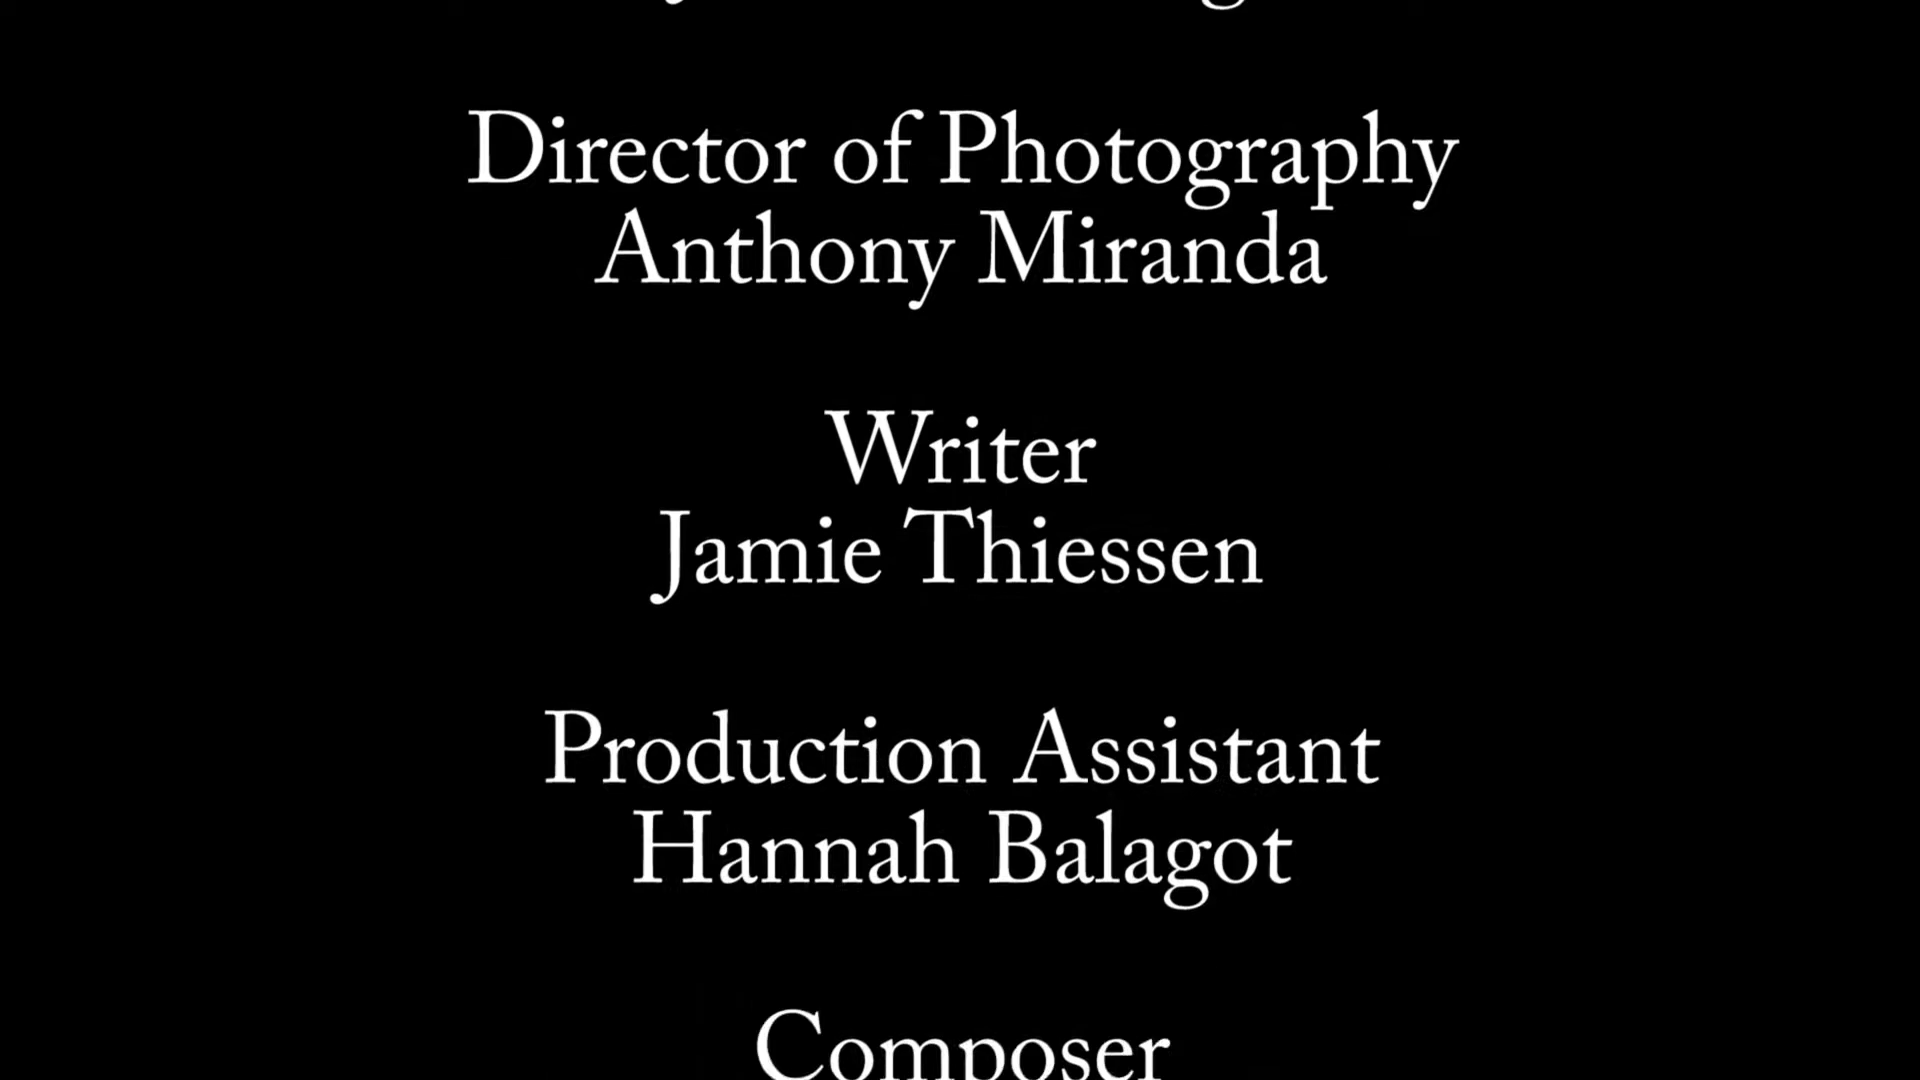 Director of Photography
Anthony Miranda
Writer
Jamie Thiessen
Production Assistant
Hannah Balagot
Composer